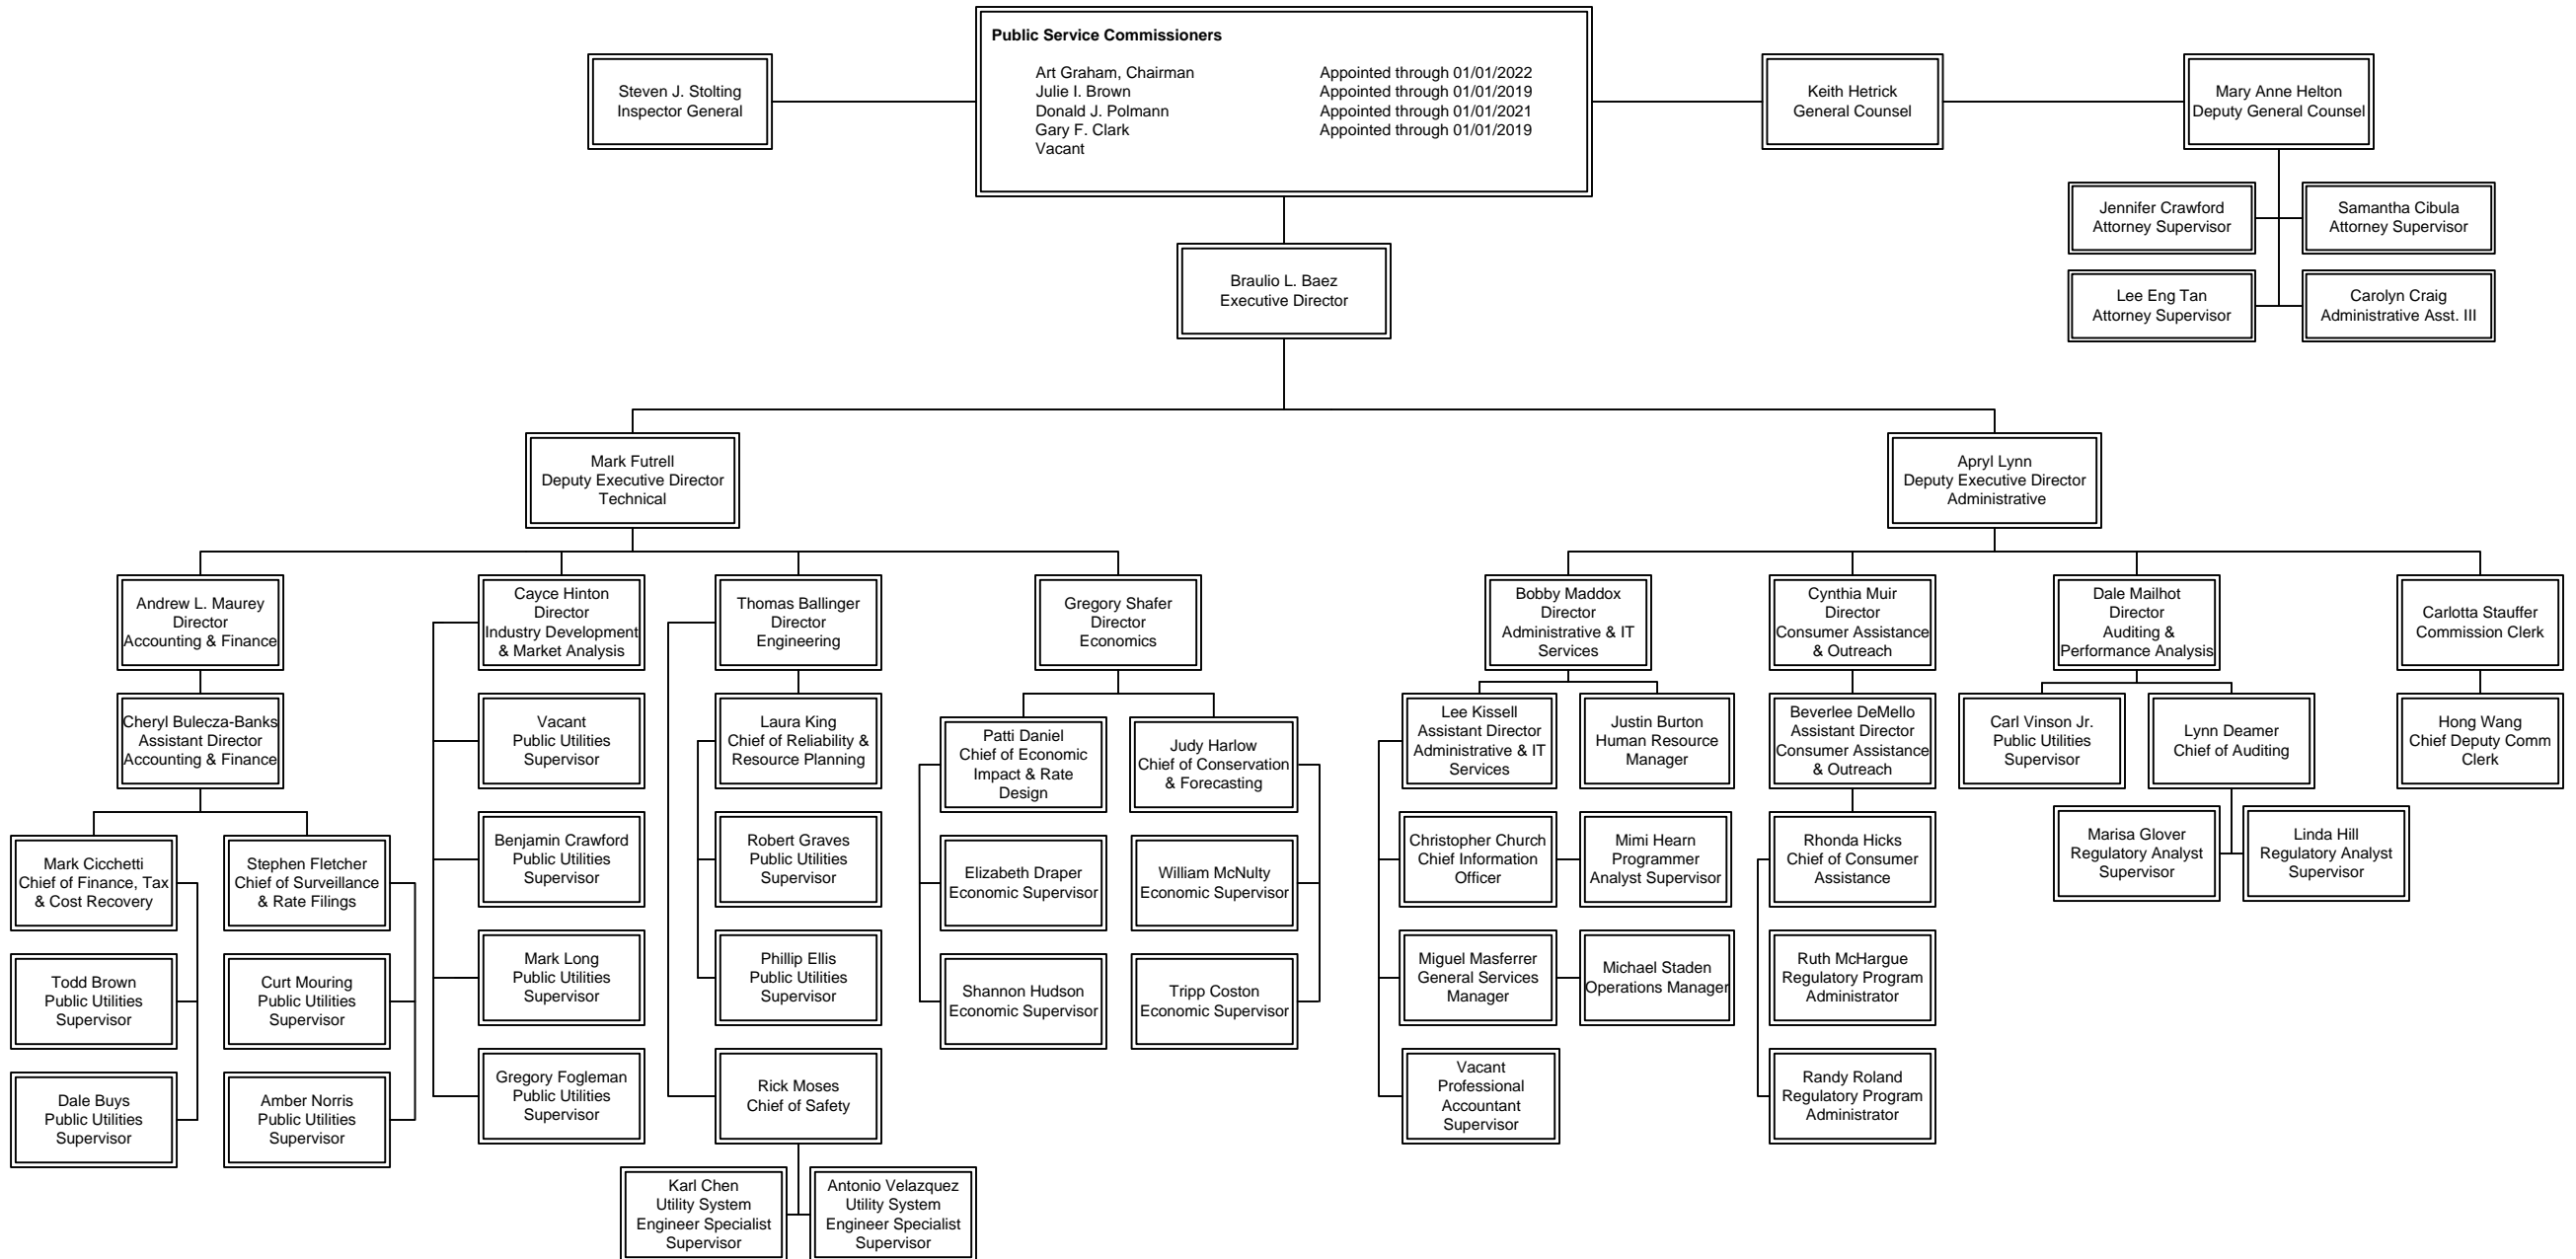 Public Service Commissioners
Art Graham, Chairman Appointed through 01/01/2022
Julie I. Brown Appointed through 01/01/2019
Donald J. Polmann Appointed through 01/01/2021
Gary F. Clark Appointed through 01/01/2019
Vacant
Steven J. Stolting
Inspector General
Keith Hetrick
General Counsel
Mary Anne Helton
Deputy General Counsel
Jennifer Crawford
Attorney Supervisor
Samantha Cibula
Attorney Supervisor
Lee Eng Tan
Attorney Supervisor
Carolyn Craig
Administrative Asst. III
Braulio L. Baez
Executive Director
Mark Futrell
Deputy Executive Director
Technical
Apryl Lynn
Deputy Executive Director
Administrative
Andrew L. Maurey
Director
Accounting & Finance
Cayce Hinton
Director
Industry Development
& Market Analysis
Thomas Ballinger
Director
Engineering
Gregory Shafer
Director
Economics
Bobby Maddox
Director
Administrative & IT
Services
Cynthia Muir
Director
Consumer Assistance
& Outreach
Dale Mailhot
Director
Auditing &
Performance Analysis
Carlotta Stauffer
Commission Clerk
Cheryl Bulecza-Banks
Assistant Director
Accounting & Finance
Vacant
Public Utilities
Supervisor
Laura King
Chief of Reliability &
Resource Planning
Patti Daniel
Chief of Economic
Impact & Rate
Design
Judy Harlow
Chief of Conservation
& Forecasting
Lee Kissell
Assistant Director
Administrative & IT
Services
Justin Burton
Human Resource
Manager
Beverlee DeMello
Assistant Director
Consumer Assistance
& Outreach
Carl Vinson Jr.
Public Utilities
Supervisor
Lynn Deamer
Chief of Auditing
Hong Wang
Chief Deputy Comm
Clerk
Mark Cicchetti
Chief of Finance, Tax
& Cost Recovery
Stephen Fletcher
Chief of Surveillance
& Rate Filings
Benjamin Crawford
Public Utilities
Supervisor
Robert Graves
Public Utilities
Supervisor
Elizabeth Draper
Economic Supervisor
William McNulty
Economic Supervisor
Christopher Church
Chief Information
Officer
Mimi Hearn
Programmer
Analyst Supervisor
Rhonda Hicks
Chief of Consumer
Assistance
Marisa Glover
Regulatory Analyst
Supervisor
Linda Hill
Regulatory Analyst
Supervisor
Todd Brown
Public Utilities
Supervisor
Curt Mouring
Public Utilities
Supervisor
Mark Long
Public Utilities
Supervisor
Phillip Ellis
Public Utilities
Supervisor
Shannon Hudson
Economic Supervisor
Tripp Coston
Economic Supervisor
Miguel Masferrer
General Services
Manager
Michael Staden
Operations Manager
Ruth McHargue
Regulatory Program
Administrator
Dale Buys
Public Utilities
Supervisor
Amber Norris
Public Utilities
Supervisor
Gregory Fogleman
Public Utilities
Supervisor
Rick Moses
Chief of Safety
Vacant
Professional
Accountant
Supervisor
Randy Roland
Regulatory Program
Administrator
Karl Chen
Utility System
Engineer Specialist
Supervisor
Antonio Velazquez
Utility System
Engineer Specialist
Supervisor